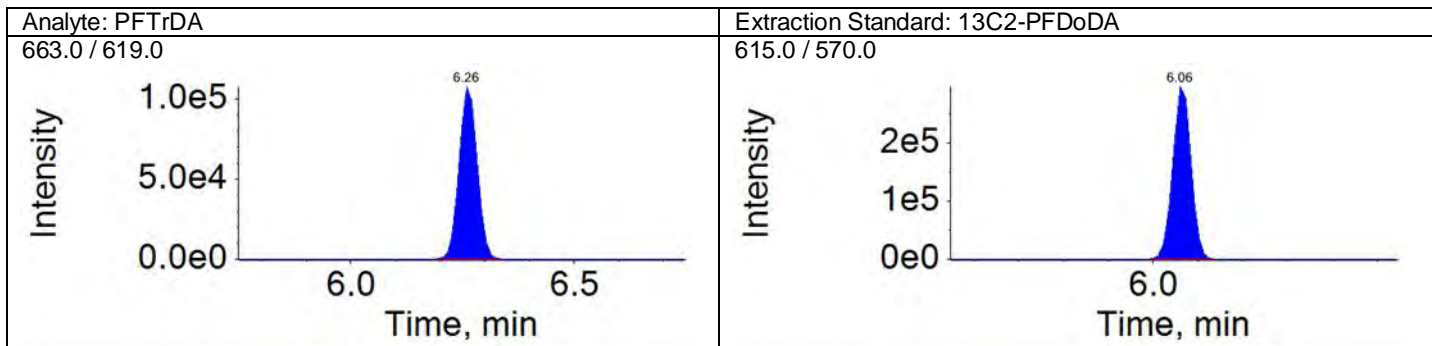 Analyte: PFTrDA
663.0 / 619.0
6.26
Intensity
1.0e5
5.0e4
0.0e0
6.0 6.5
Time, min
Extraction Standard: 13C2-PFDoDA
615.0 / 570.0
6.06
Intensity
2e5
1e5
0e0
6.0
Time, min